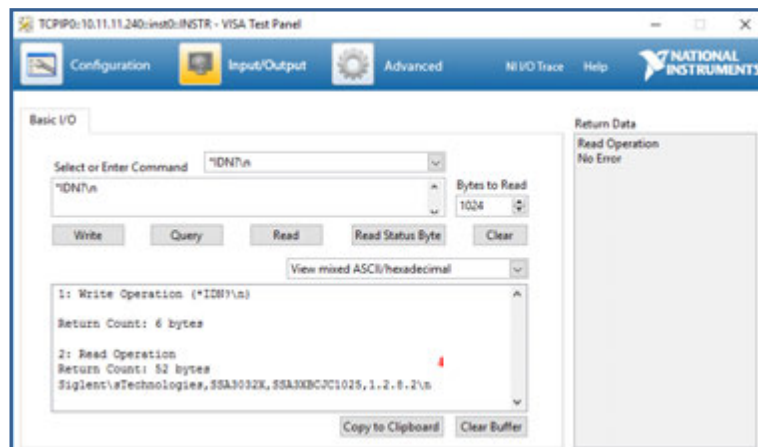 TCPIP0::10.11.11.240::inst0::INSTR - VISA Test Panel
Configuration
Input/Output
Advanced
NI I/O Trace
Help
NATIONAL INSTRUMENTS
Basic I/O
Select or Enter Command
*IDN?\n
*IDN?\n
Bytes to Read
1024
Write
Query
Read
Read Status Byte
Clear
View mixed ASCII/hexadecimal
1: Write Operation (*IDN?\n)
Return Count: 6 bytes
2: Read Operation
Return Count: 52 bytes
4
Siglent\sTechnologies,SSA3032X,SSA3XBCJC1025,1.2.8.2\n
Copy to Clipboard
Clear Buffer
Return Data
Read Operation
No Error